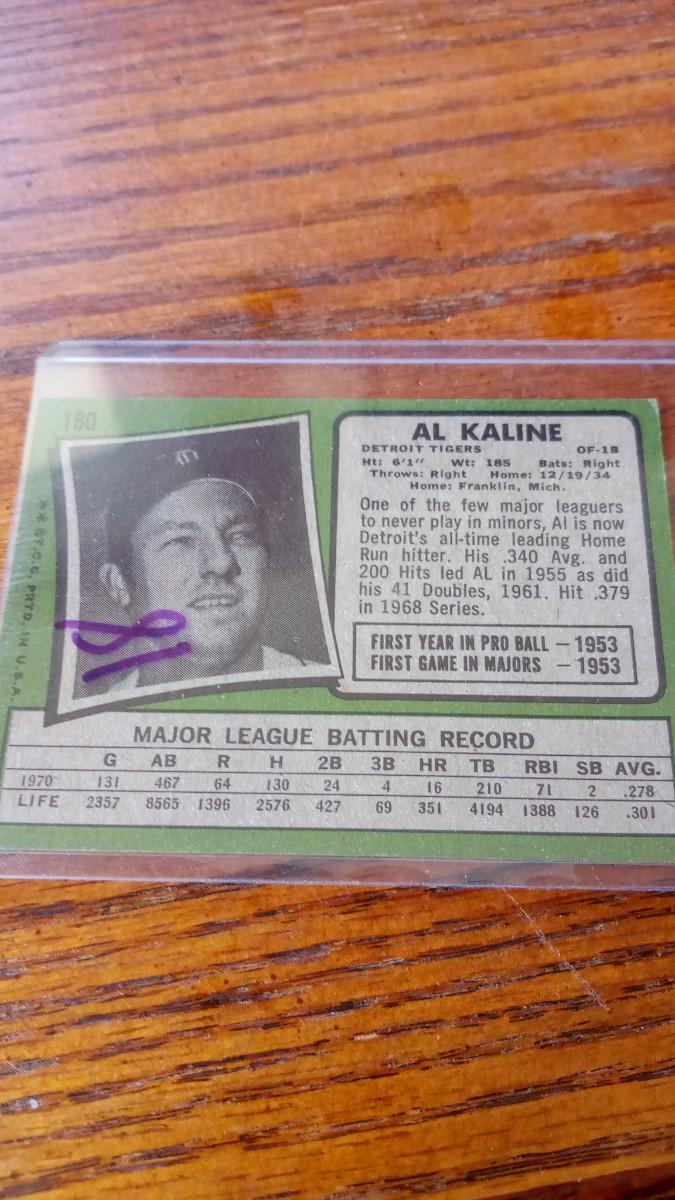 180
AL KALINE
DETROIT TIGERS OF-1B
Ht: 6'1" Wt: 185 Bats: Right
Throws: Right Home: 12/19/34
Home: Franklin, Mich.
One of the few major leaguers
to never play in minors, Al is now
Detroit's all-time leading Home
Run hitter. His .340 Avg. and
200 Hits led AL in 1955 as did
his 41 Doubles, 1961. Hit .379
in 1968 Series.
FIRST YEAR IN PRO BALL — 1953
FIRST GAME IN MAJORS — 1953
** ©T.C.G. PRTD. IN U.S.A.
MAJOR LEAGUE BATTING RECORD
G AB R H 2B 3B HR TB RBI SB AVG.
1970 131 467 64 130 24 4 16 210 71 2 .278
LIFE 2357 8565 1396 2576 427 69 351 4194 1388 126 .301